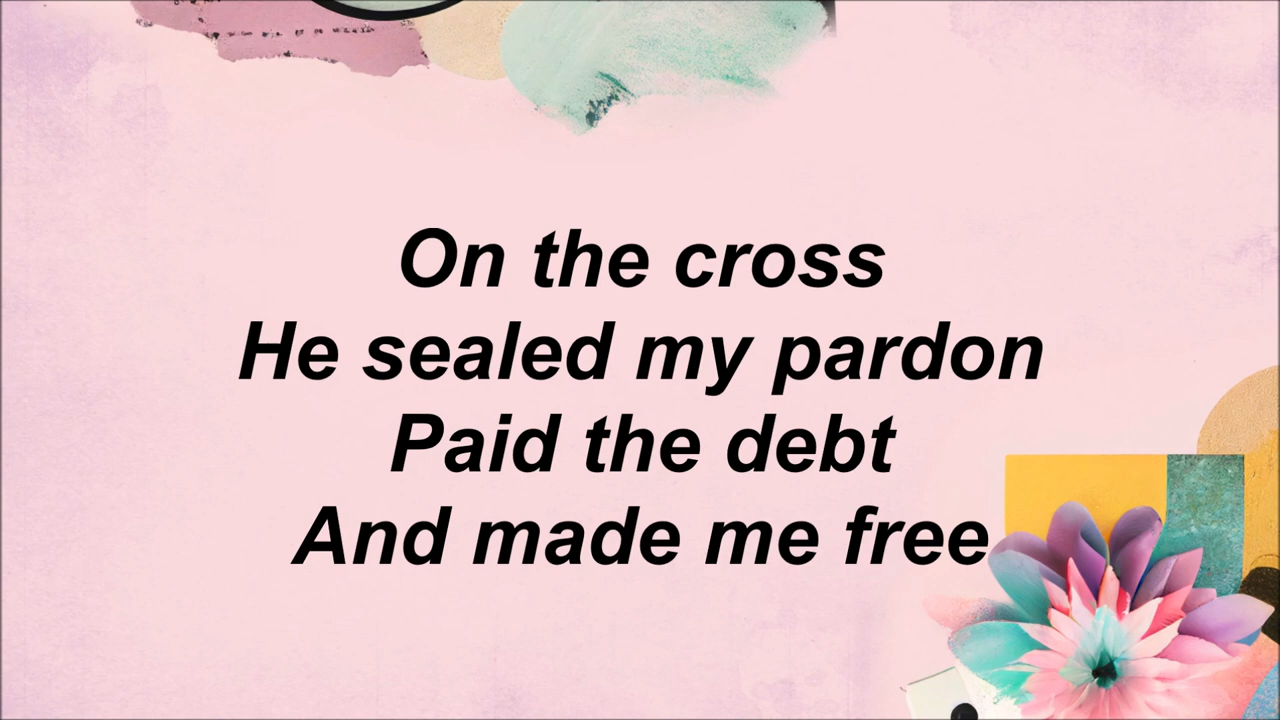 On the cross
He sealed my pardon
Paid the debt
And made me free